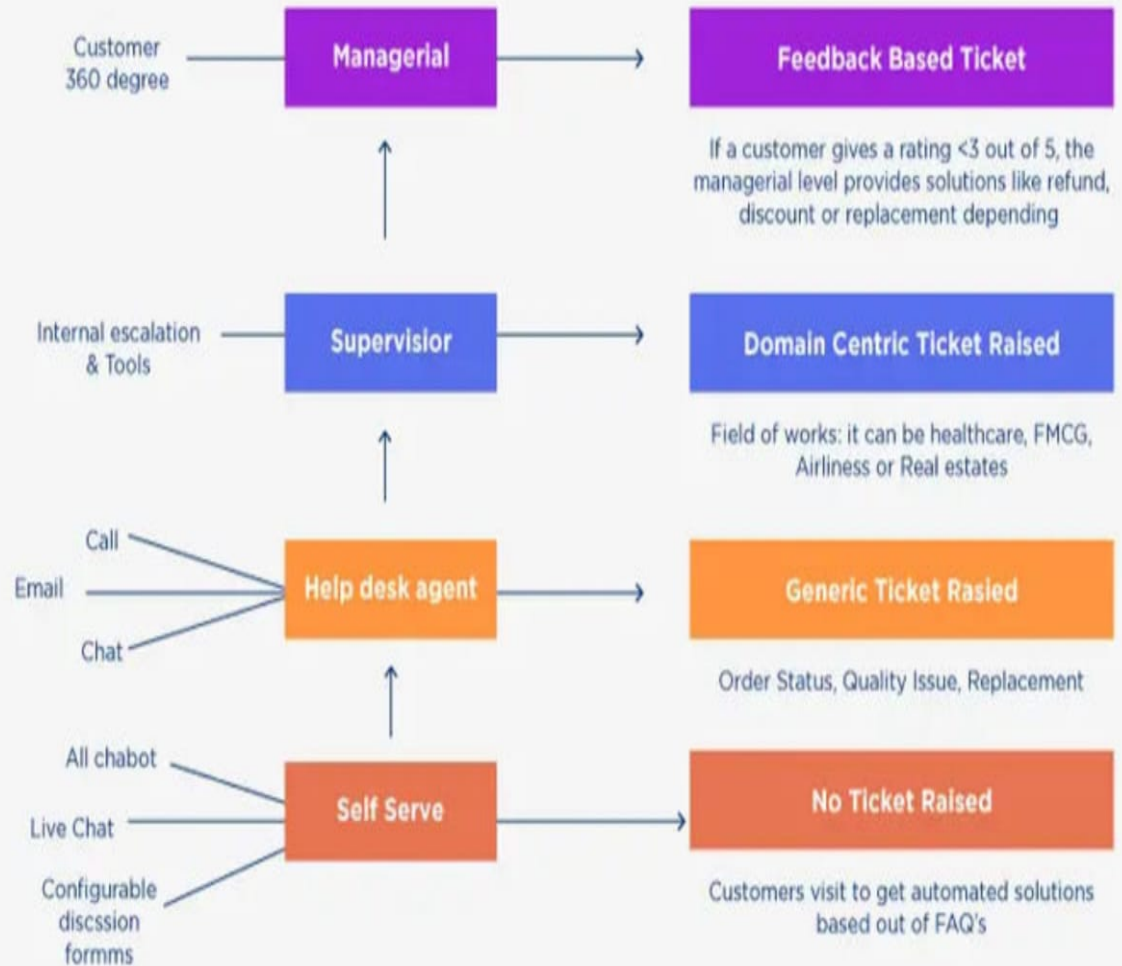 Customer
360 degree
Managerial
Feedback Based Ticket
If a customer gives a rating <3 out of 5, the
managerial level provides solutions like refund,
discount or replacement depending
Internal escalation
& Tools
Supervisior
Domain Centric Ticket Raised
Field of works: it can be healthcare, FMCG,
Airliness or Real estates
Call
Email
Chat
Help desk agent
Generic Ticket Rasied
Order Status, Quality Issue, Replacement
All chabot
Live Chat
Configurable
discssion
formms
Self Serve
No Ticket Raised
Customers visit to get automated solutions
based out of FAQ's